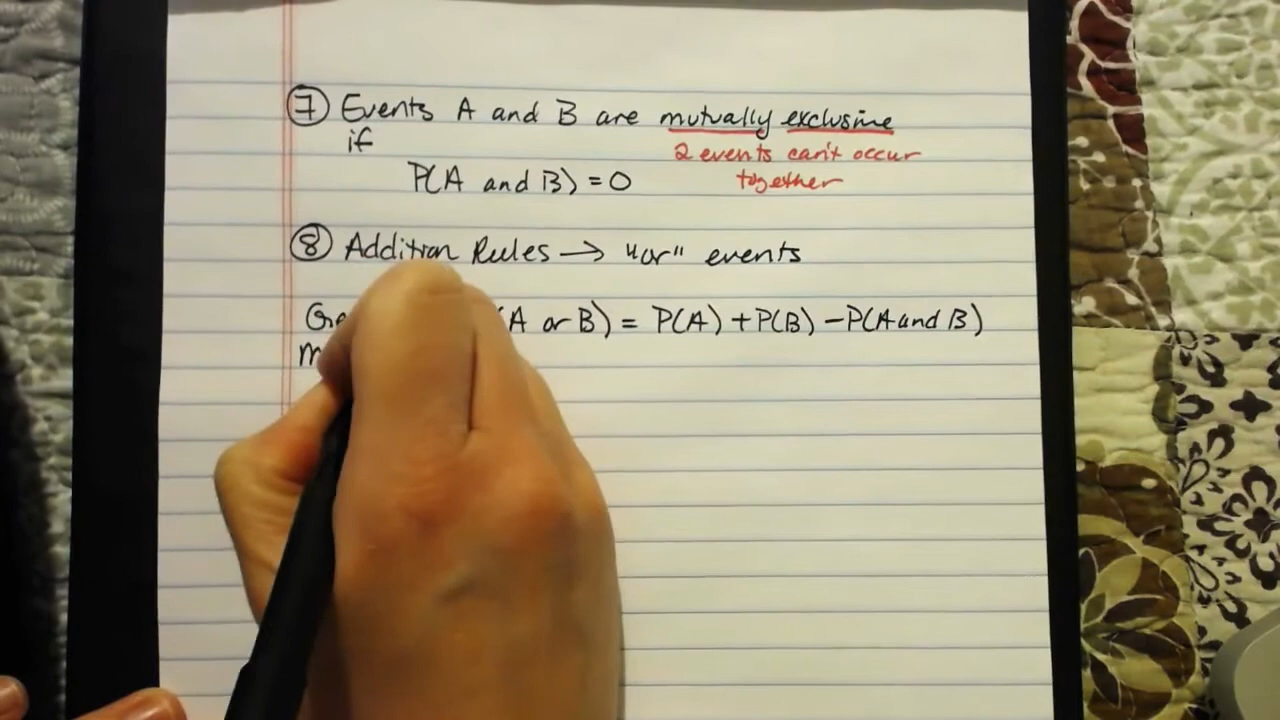 ⑦ Events A and B are mutually exclusive
if
2 events can't occur
together
P(A and B) = 0
⑧ Addition Rules → "or" events
(A or B) = P(A) + P(B) - P(A and B)